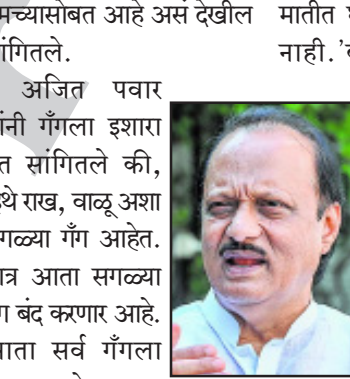 मच्यासोबत आहे असं देखील
ांगितले.
अजित पवार
ांनी गँगला इशारा
त सांगितले की,
थे राख, वाळू अशा
गळ्या गँग आहेत.
ात्र आता सगळ्या
ग बंद करणार आहे.
ाता सर्व गँगला
मातीत
नाही.'